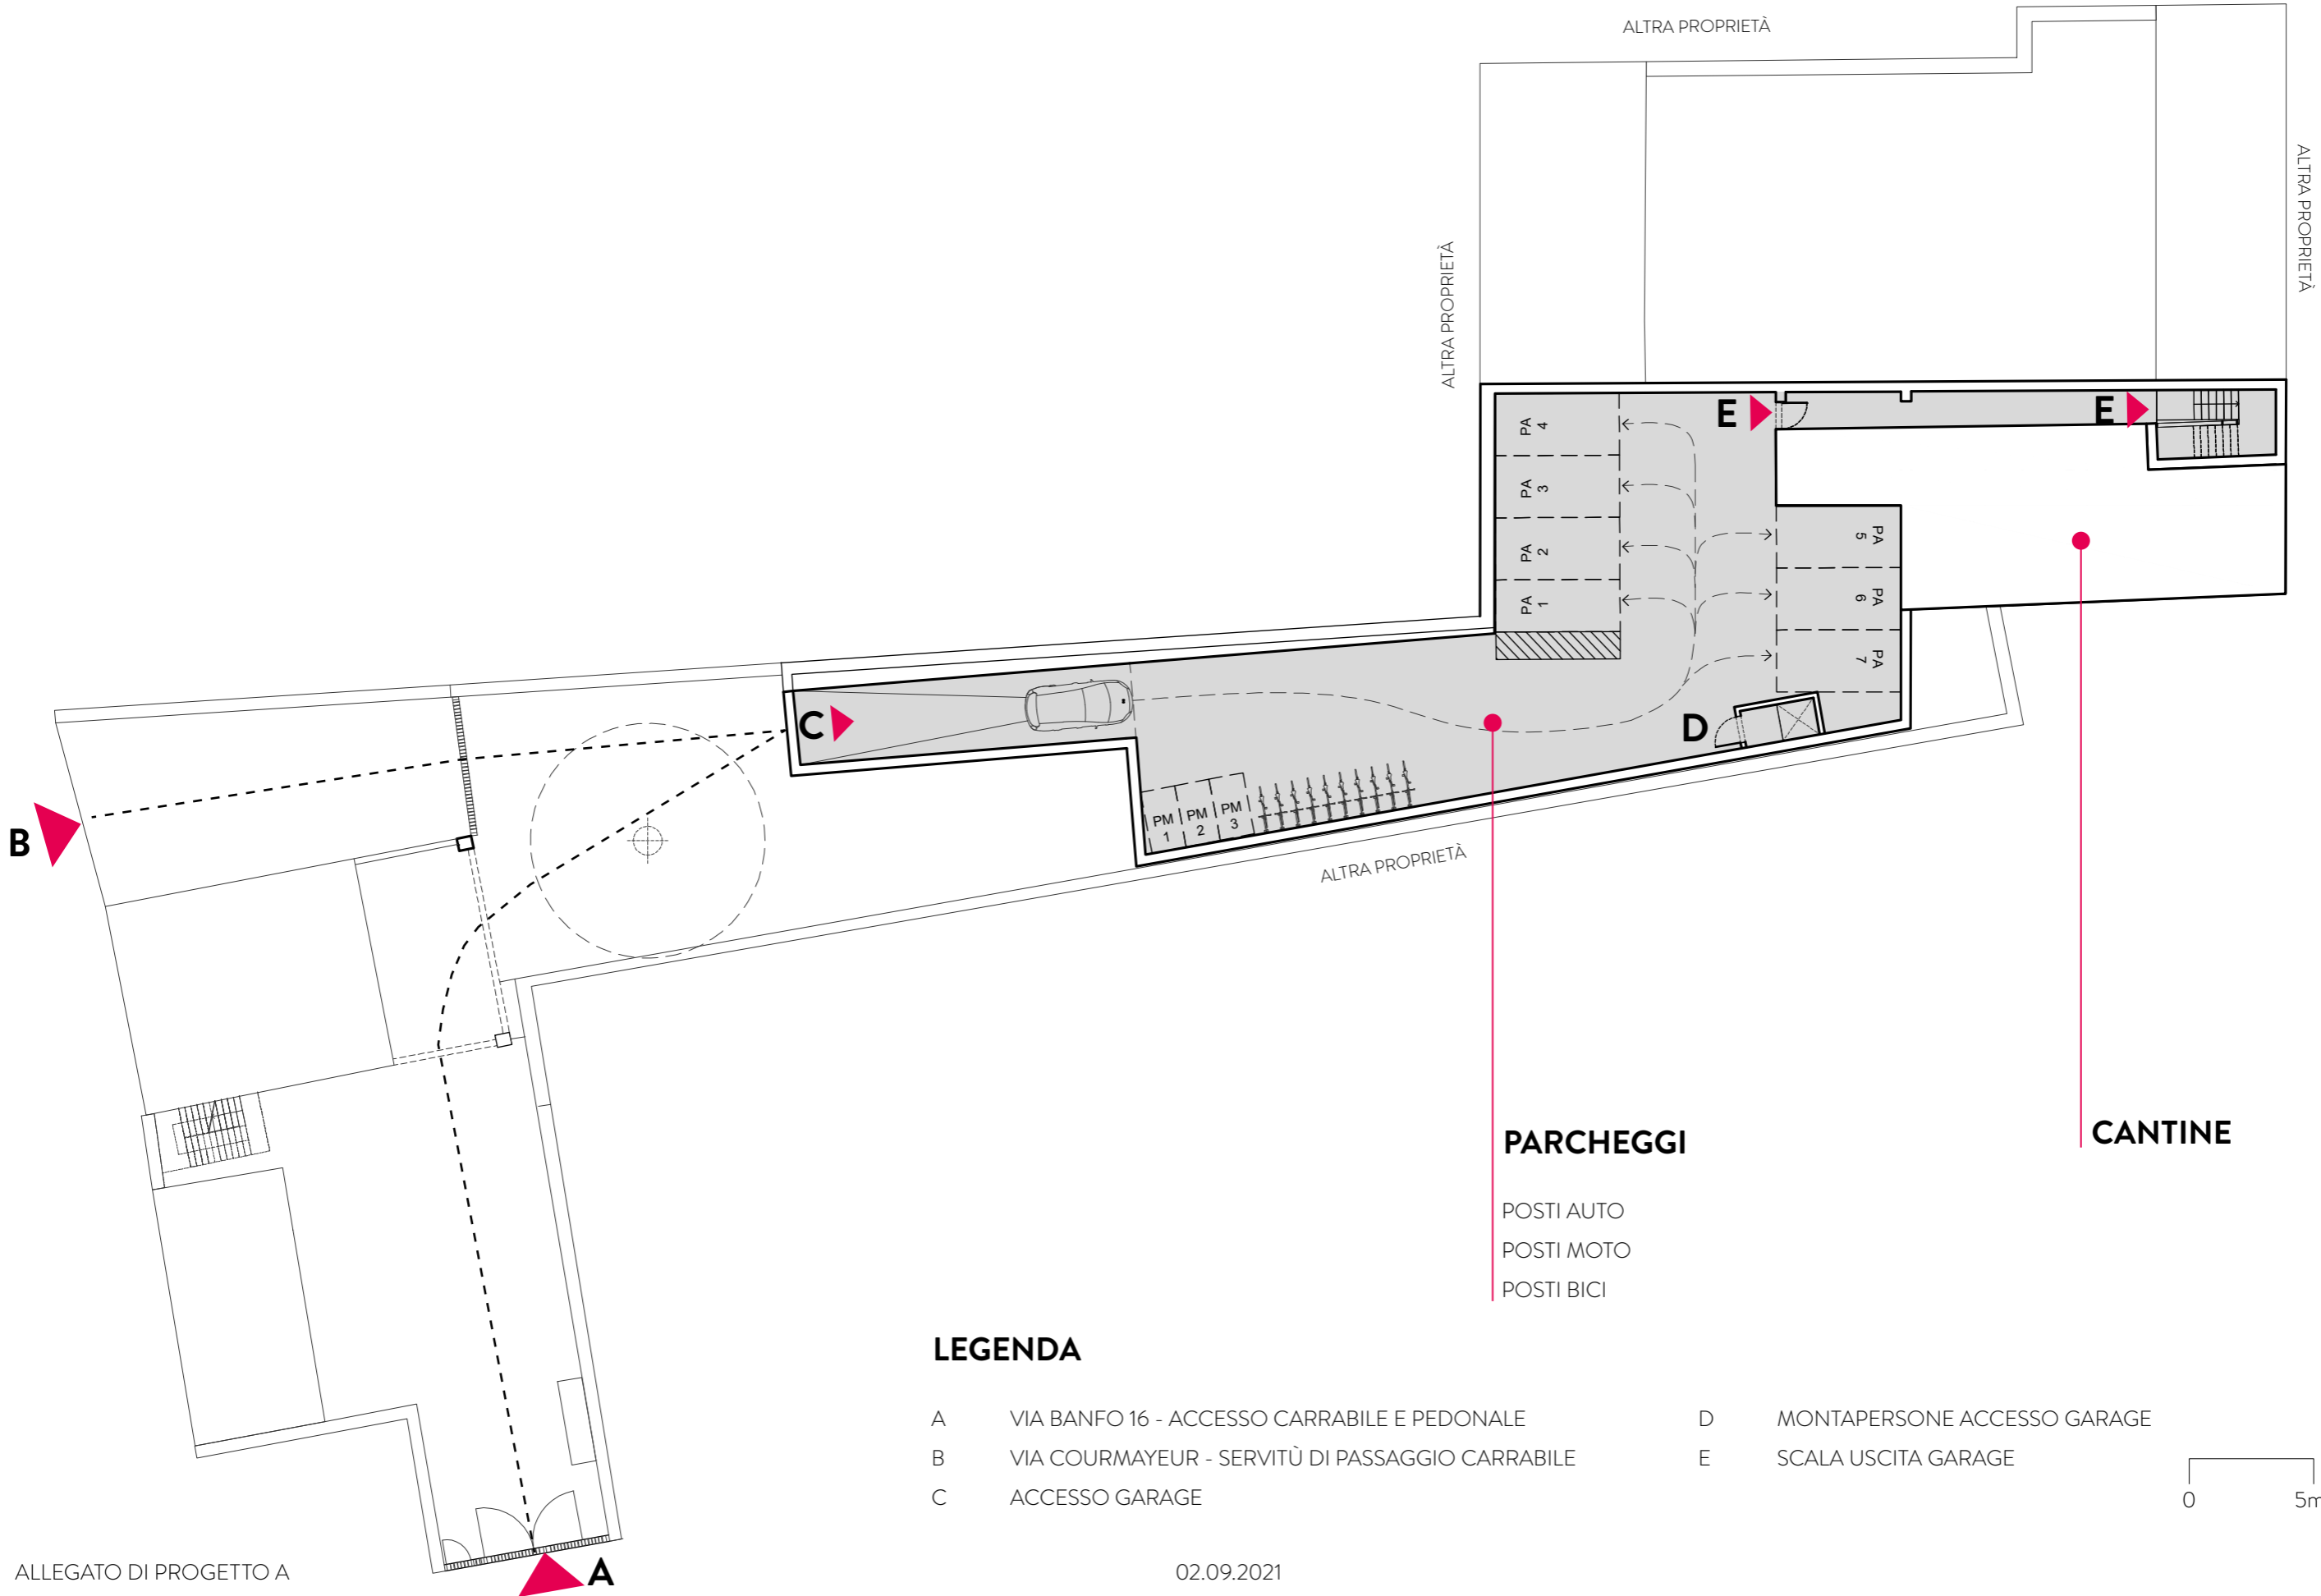 ALTRA PROPRIETÀ
ALTRA PROPRIETÀ
ALTRA PROPRIETÀ
E
E
PA
4
PA
3
PA
2
PA
1
PA
5
PA
6
PA
7
C
D
B
PM
1
PM
2
PM
3
ALTRA PROPRIETÀ
PARCHEGGI
POSTI AUTO
POSTI MOTO
POSTI BICI
CANTINE
LEGENDA
A VIA BANFO 16 - ACCESSO CARRABILE E PEDONALE
B VIA COURMAYEUR - SERVITÙ DI PASSAGGIO CARRABILE
C ACCESSO GARAGE
D MONTAPERSONE ACCESSO GARAGE
E SCALA USCITA GARAGE
0 5m
A
ALLEGATO DI PROGETTO A
02.09.2021